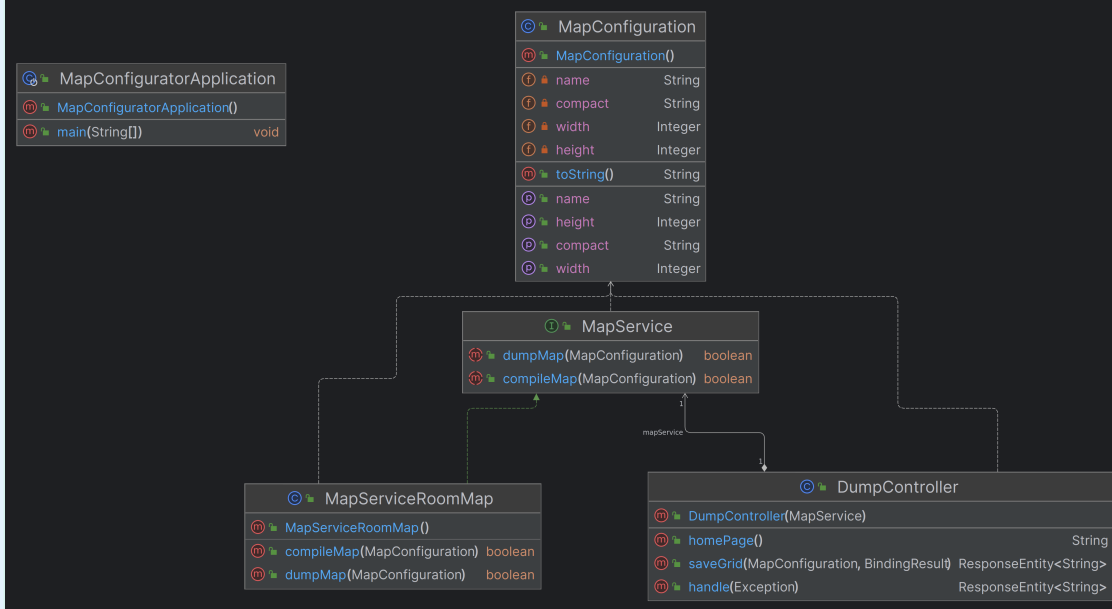 MapConfiguration
MapConfiguration()
name String
compact String
width Integer
height Integer
toString() String
name String
height Integer
compact String
width Integer
MapConfiguratorApplication
MapConfiguratorApplication()
main(String[]) void
MapService
dumpMap(MapConfiguration) boolean
compileMap(MapConfiguration) boolean
1
mapService
1
MapServiceRoomMap
MapServiceRoomMap()
compileMap(MapConfiguration) boolean
dumpMap(MapConfiguration) boolean
DumpController
DumpController(MapService)
homePage() String
saveGrid(MapConfiguration, BindingResult) ResponseEntity<String>
handle(Exception) ResponseEntity<String>